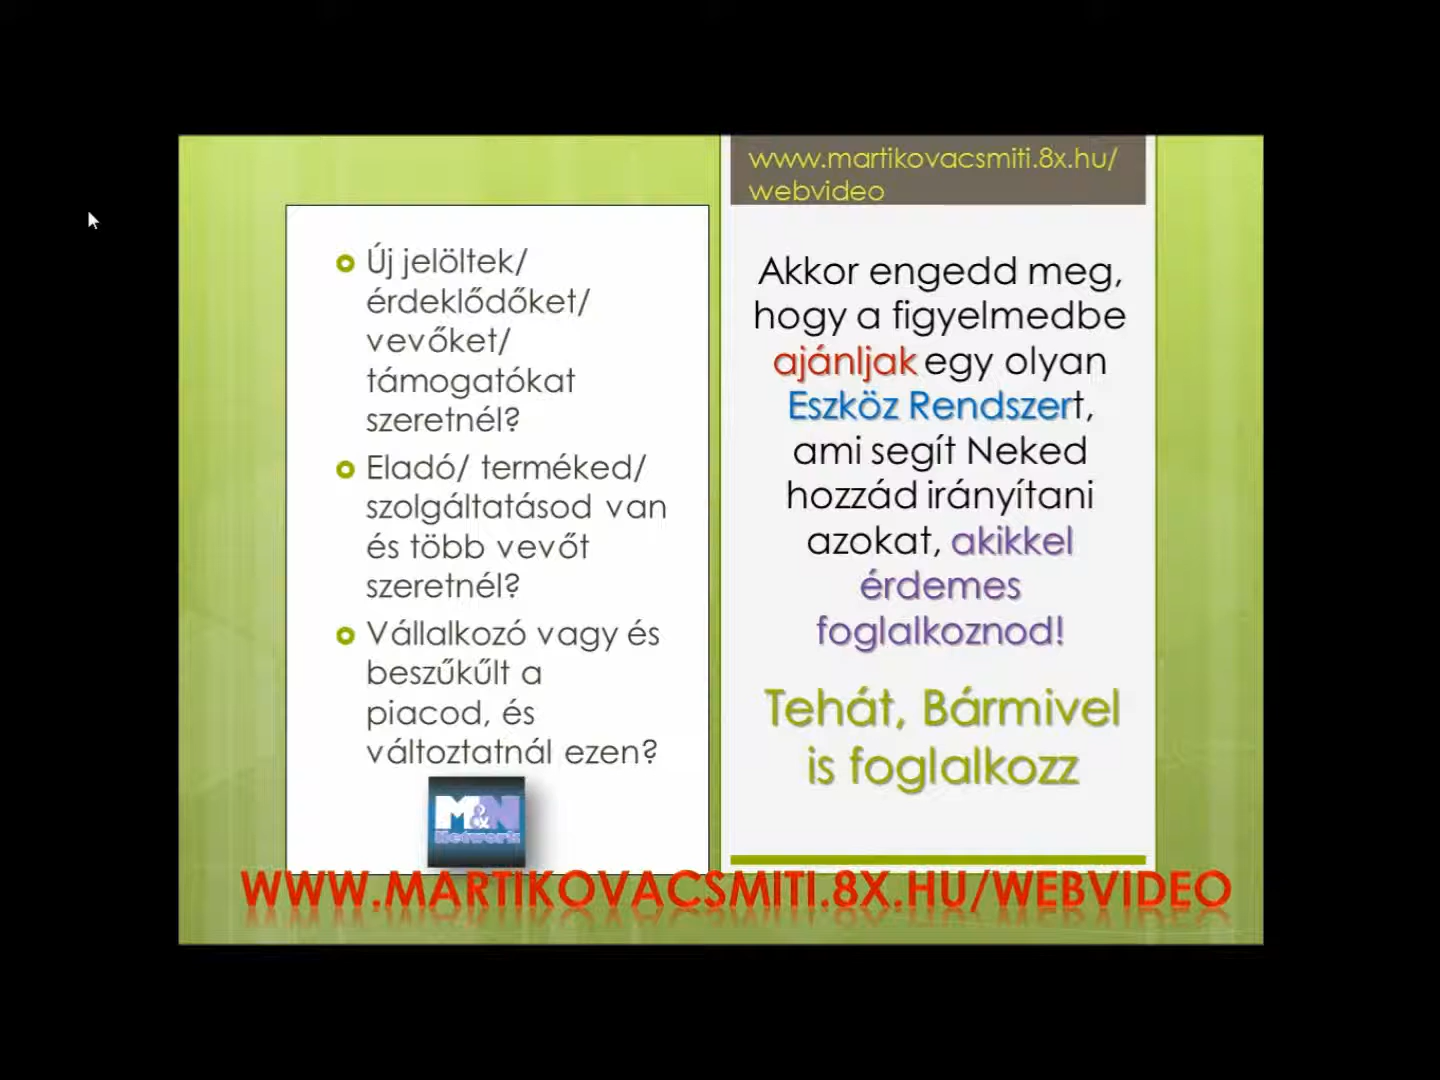 www.martikovacsmiti.8x.hu/
webvideo
Új jelöltek/
érdeklődőket/
vevőket/
támogatókat
szeretnél?
Eladó/ terméked/
szolgáltatásod van
és több vevőt
szeretnél?
Vállalkozó vagy és
beszűkűlt a
piacod, és
változtatnál ezen?
M&N
Network
Akkor engedd meg,
hogy a figyelmedbe
ajánljak egy olyan
Eszköz Rendszert,
ami segít Neked
hozzád irányítani
azokat, akikkel
érdemes
foglalkoznod!
Tehát, Bármivel
is foglalkozz
WWW.MARTIKOVACSMITI.8X.HU/WEBVIDEO